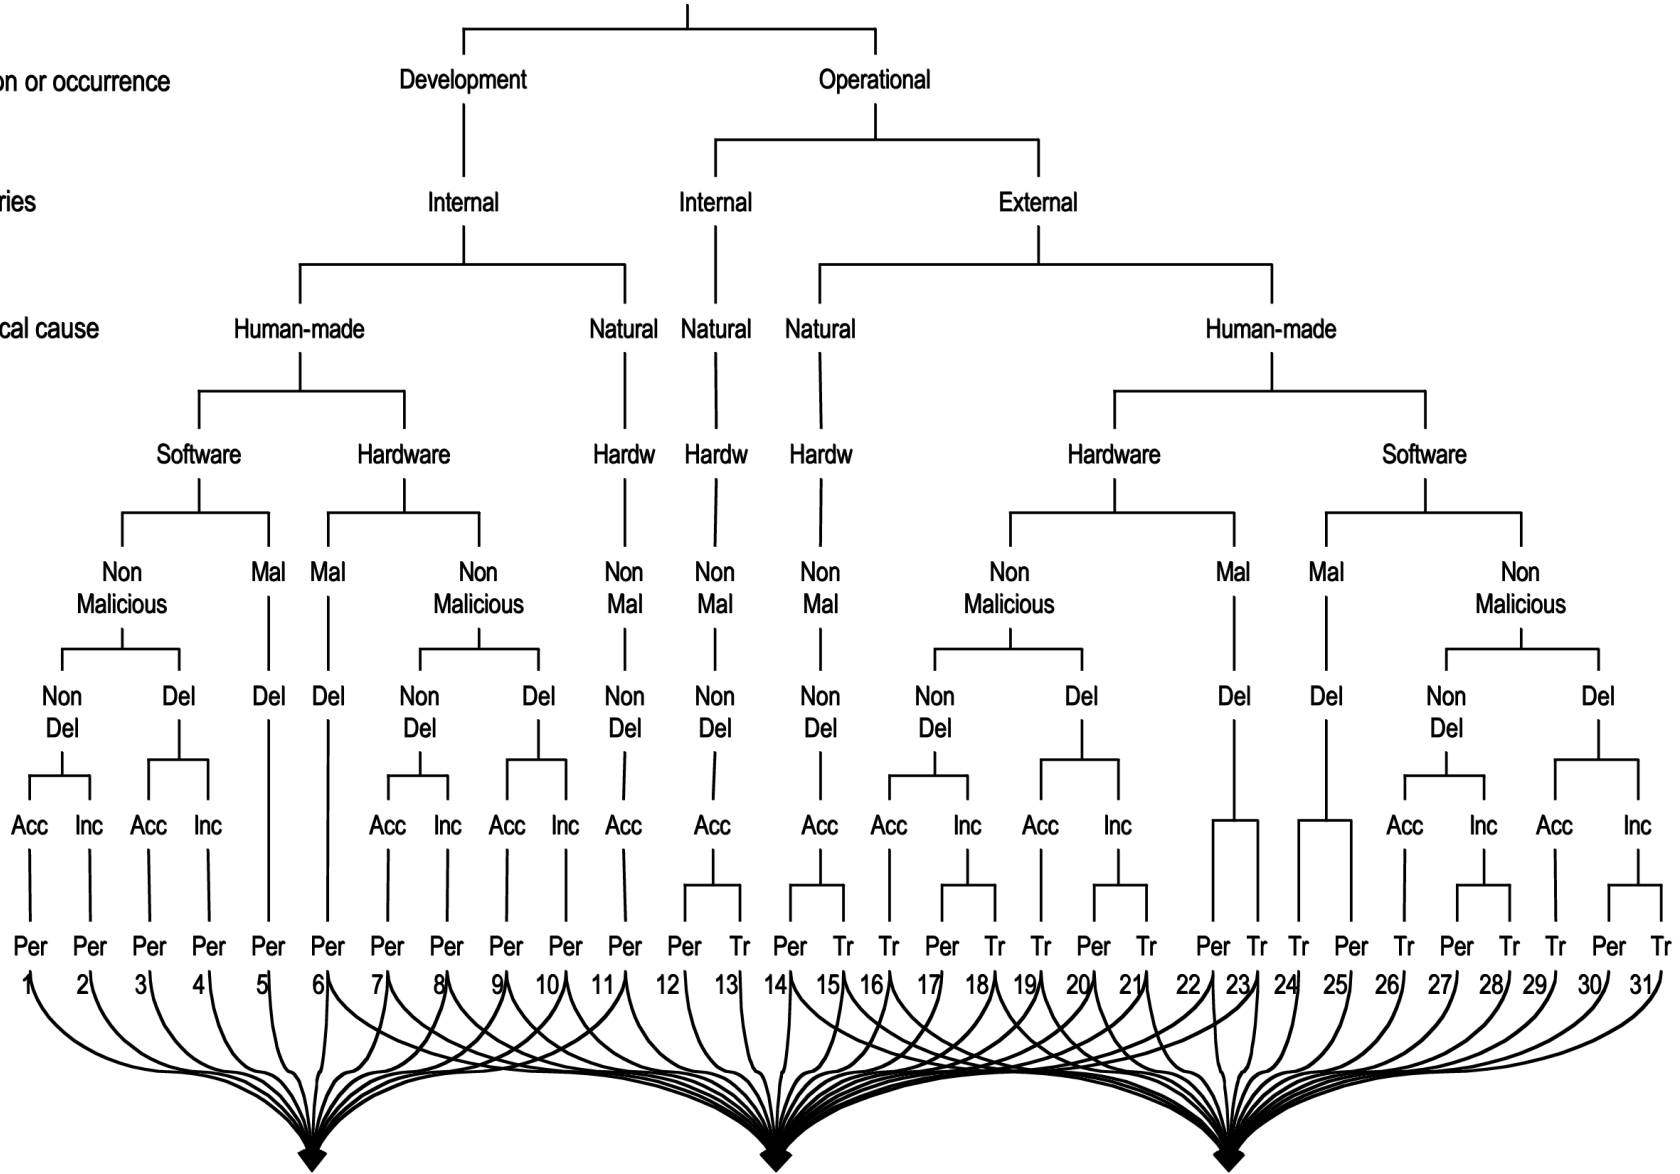 Development Operational
on or occurrence
Internal Internal External
ries
Human-made Natural Natural Natural Human-made
cal cause
Software Hardware Hardw Hardw Hardw Hardware Software
Non Mal Mal Non Non Non Non Non Mal Mal Non
Malicious Malicious Mal Mal Mal Malicious Malicious
Non Del Del Del Non Del Non Non Non Non Del Del Del Non Del
Del Del Del Del Del Del Del
Acc Inc Acc Inc Acc Inc Acc Inc Acc Acc Acc Acc Inc Acc Inc Acc Inc Acc Inc
Per Per Per Per Per Per Per Per Per Per Per Per Tr Per Tr Tr Per Tr Tr Per Tr Per Tr Tr Per Tr Per Tr Tr Per Tr
1 2 3 4 5 6 7 8 9 10 11 12 13 14 15 16 17 18 19 20 21 22 23 24 25 26 27 28 29 30 31